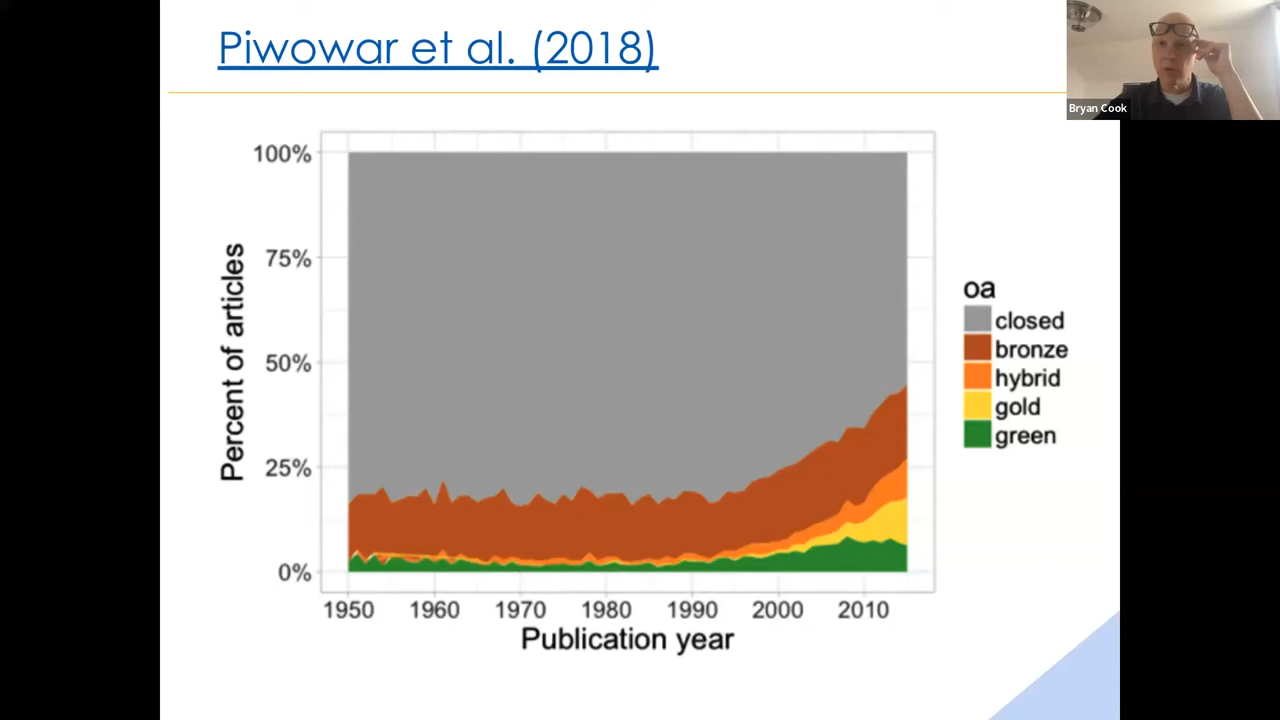 Piwowar et al. (2018)
Bryan Cook
100%
75%
50%
25%
0%
Percent of articles
1950 1960 1970 1980 1990 2000 2010
Publication year
oa
closed
bronze
hybrid
gold
green